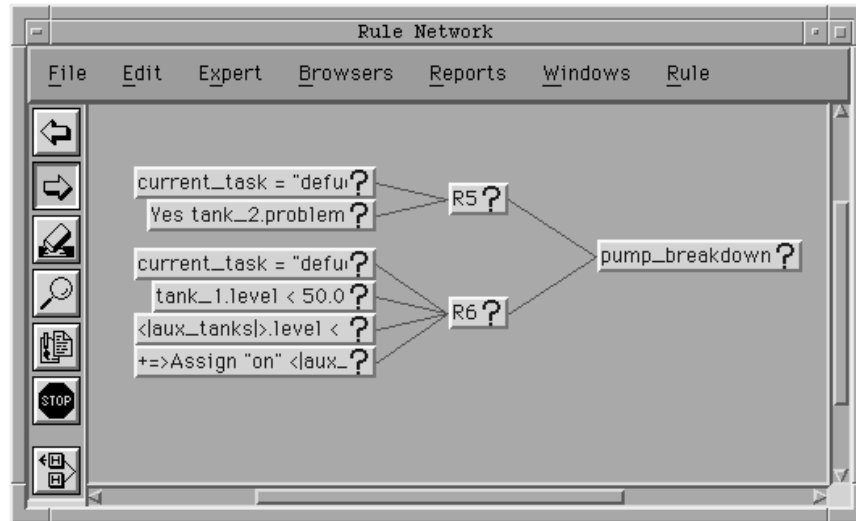 Rule Network
File Edit Expert Browsers Reports Windows Rule
current_task = "defu?
Yes tank_2.problem ?
R5 ?
current_task = "defu?
tank_1.level < 50.0 ?
<|aux_tanks|>.level < ?
+=>Assign "on" <|aux_?
R6 ?
pump_breakdown ?
STOP
H
H